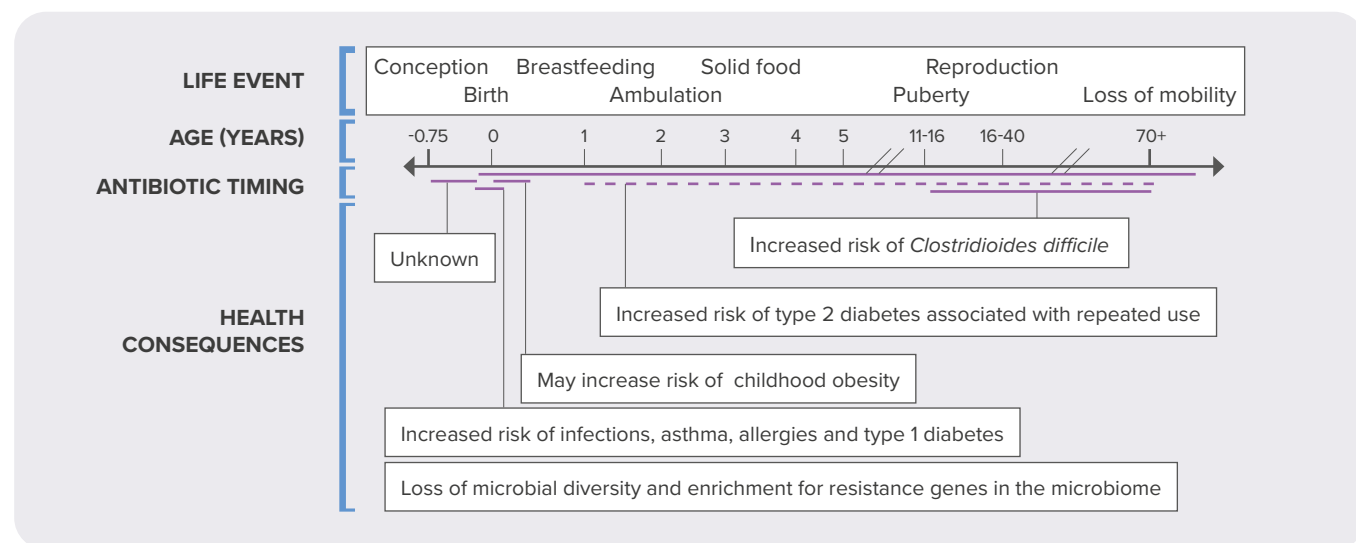 LIFE EVENT
Conception Breastfeeding Solid food Reproduction
Birth Ambulation Puberty Loss of mobility
AGE (YEARS)
-0.75 0 1 2 3 4 5 11-16 16-40 70+
ANTIBIOTIC TIMING
Increased risk of Clostridioides difficile
Unknown
Increased risk of type 2 diabetes associated with repeated use
HEALTH
CONSEQUENCES
May increase risk of childhood obesity
Increased risk of infections, asthma, allergies and type 1 diabetes
Loss of microbial diversity and enrichment for resistance genes in the microbiome